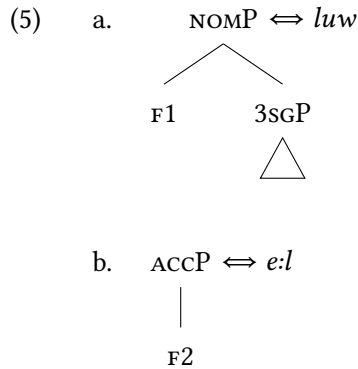 (5) a. NOMP ⇔ luw
F1 3SGP
b. ACCP ⇔ e:l
F2